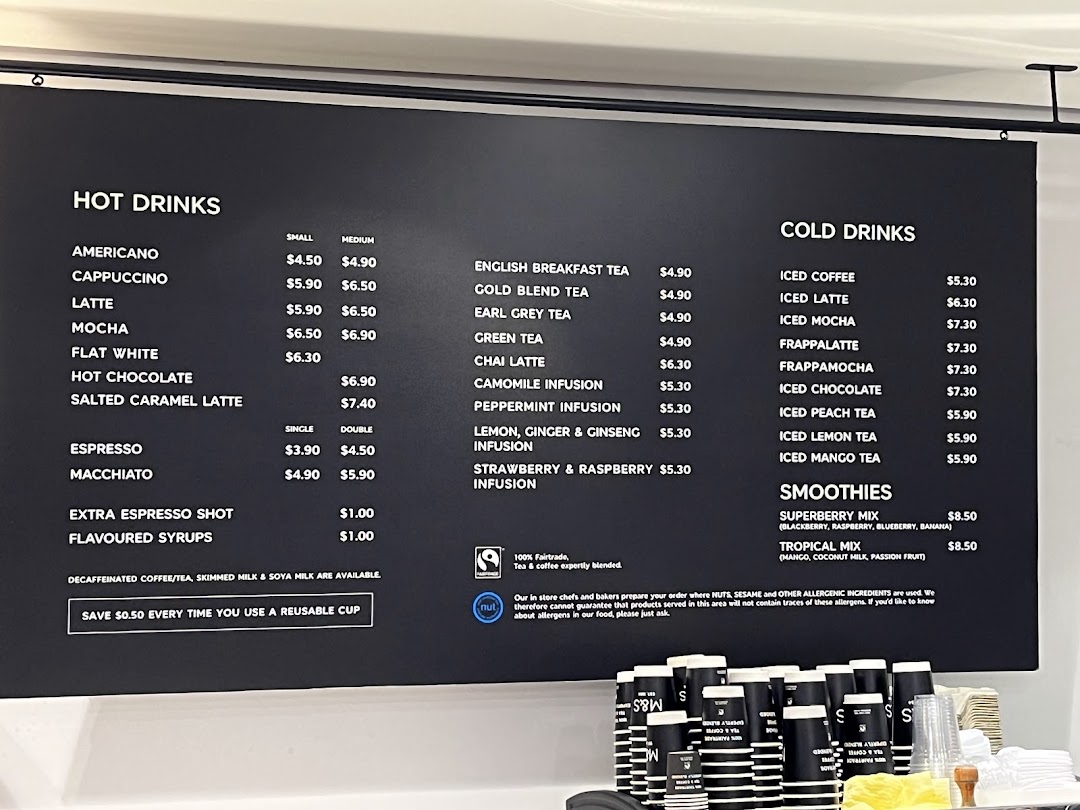 HOT DRINKS
SMALL MEDIUM
AMERICANO $4.50 $4.90
CAPPUCCINO $5.90 $6.50
LATTE $5.90 $6.50
MOCHA $6.50 $6.90
FLAT WHITE $6.30
HOT CHOCOLATE $6.90
SALTED CARAMEL LATTE $7.40
SINGLE DOUBLE
ESPRESSO $3.90 $4.50
MACCHIATO $4.90 $5.90
EXTRA ESPRESSO SHOT $1.00
FLAVOURED SYRUPS $1.00
DECAFFEINATED COFFEE/TEA, SKIMMED MILK & SOYA MILK ARE AVAILABLE.
SAVE $0.50 EVERY TIME YOU USE A REUSABLE CUP
ENGLISH BREAKFAST TEA $4.90
GOLD BLEND TEA $4.90
EARL GREY TEA $4.90
GREEN TEA $4.90
CHAI LATTE $6.30
CAMOMILE INFUSION $5.30
PEPPERMINT INFUSION $5.30
LEMON, GINGER & GINSENG $5.30
INFUSION
STRAWBERRY & RASPBERRY $5.30
INFUSION
FAIRTRADE
100% Fairtrade,
Tea & coffee expertly blended.
nut
Our in store chefs and bakers prepare your order where NUTS, SESAME and OTHER ALLERGENIC INGREDIENTS are used. We
therefore cannot guarantee that products served in this area will not contain traces of these allergens. If you'd like to know
about allergens in our food, please just ask.
COLD DRINKS
ICED COFFEE $5.30
ICED LATTE $6.30
ICED MOCHA $7.30
FRAPPALATTE $7.30
FRAPPAMOCHA $7.30
ICED CHOCOLATE $7.30
ICED PEACH TEA $5.90
ICED LEMON TEA $5.90
ICED MANGO TEA $5.90
SMOOTHIES
SUPERBERRY MIX $8.50
(BLACKBERRY, RASPBERRY, BLUEBERRY, BANANA)
TROPICAL MIX $8.50
(MANGO, COCONUT MILK, PASSION FRUIT)
M&S
EST. 1884
100% FAIRTRADE
TEA & COFFEE
EXPERTLY BLENDED